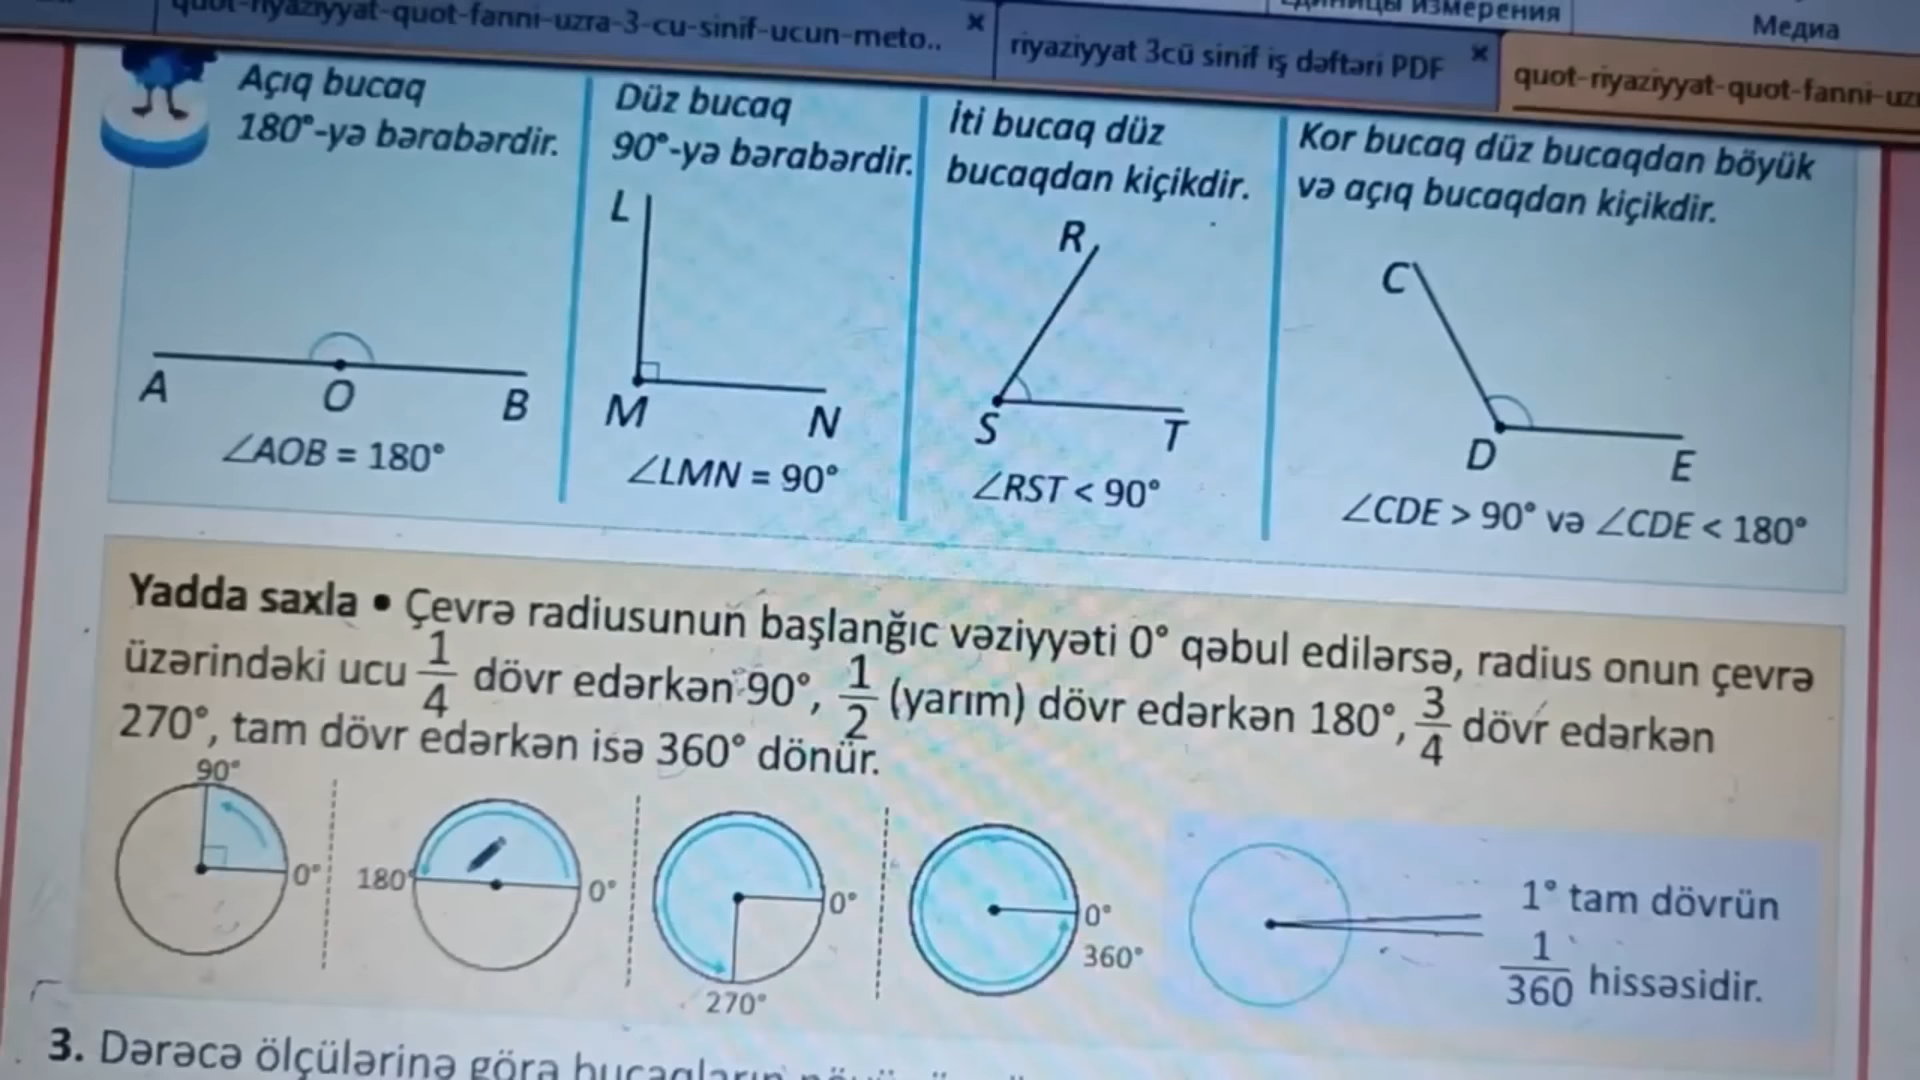 quot-riyaziyyat-quot-fanni-uzra-3-cu-sinif-ucun-meto..
riyaziyyat 3cü sinif iş dəftəri PDF
quot-riyaziyyat-quot-fanni-uzr
измерения
Медиа
Açıq bucaq
180°-yə bərabərdir.
A
O
B
∠AOB = 180°
Düz bucaq
90°-yə bərabərdir.
L
M
N
∠LMN = 90°
İti bucaq düz
bucaqdan kiçikdir.
R
S
T
∠RST < 90°
Kor bucaq düz bucaqdan böyük
və açıq bucaqdan kiçikdir.
C
D
E
∠CDE > 90° və ∠CDE < 180°
Yadda saxla • Çevrə radiusunun başlanğıc vəziyyəti 0° qəbul edilərsə, radius onun çevrə
üzərindəki ucu 1/4 dövr edərkən 90°, 1/2 (yarım) dövr edərkən 180°, 3/4 dövr edərkən
270°, tam dövr edərkən isə 360° dönür.
90°
0°
180°
0°
0°
270°
0°
360°
1° tam dövrün
1/360 hissəsidir.
3. Dərəcə ölçülərinə görə bucaqların